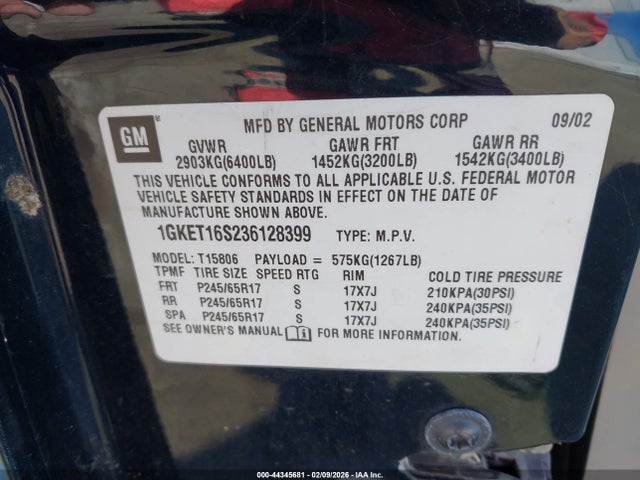 GM
MFD BY GENERAL MOTORS CORP 09/02
GVWR GAWR FRT GAWR RR
2903KG(6400LB) 1452KG(3200LB) 1542KG(3400LB)
THIS VEHICLE CONFORMS TO ALL APPLICABLE U.S. FEDERAL MOTOR
VEHICLE SAFETY STANDARDS IN EFFECT ON THE DATE OF
MANUFACTURE SHOWN ABOVE.
1GKET16S236128399 TYPE: M.P.V.
MODEL: T15806 PAYLOAD = 575KG(1267LB)
TPMF TIRE SIZE SPEED RTG RIM COLD TIRE PRESSURE
FRT P245/65R17 S 17X7J 210KPA(30PSI)
RR P245/65R17 S 17X7J 240KPA(35PSI)
SPA P245/65R17 S 17X7J 240KPA(35PSI)
SEE OWNER'S MANUAL FOR MORE INFORMATION.
000-44345681 - 02/09/2026 - IAA Inc.